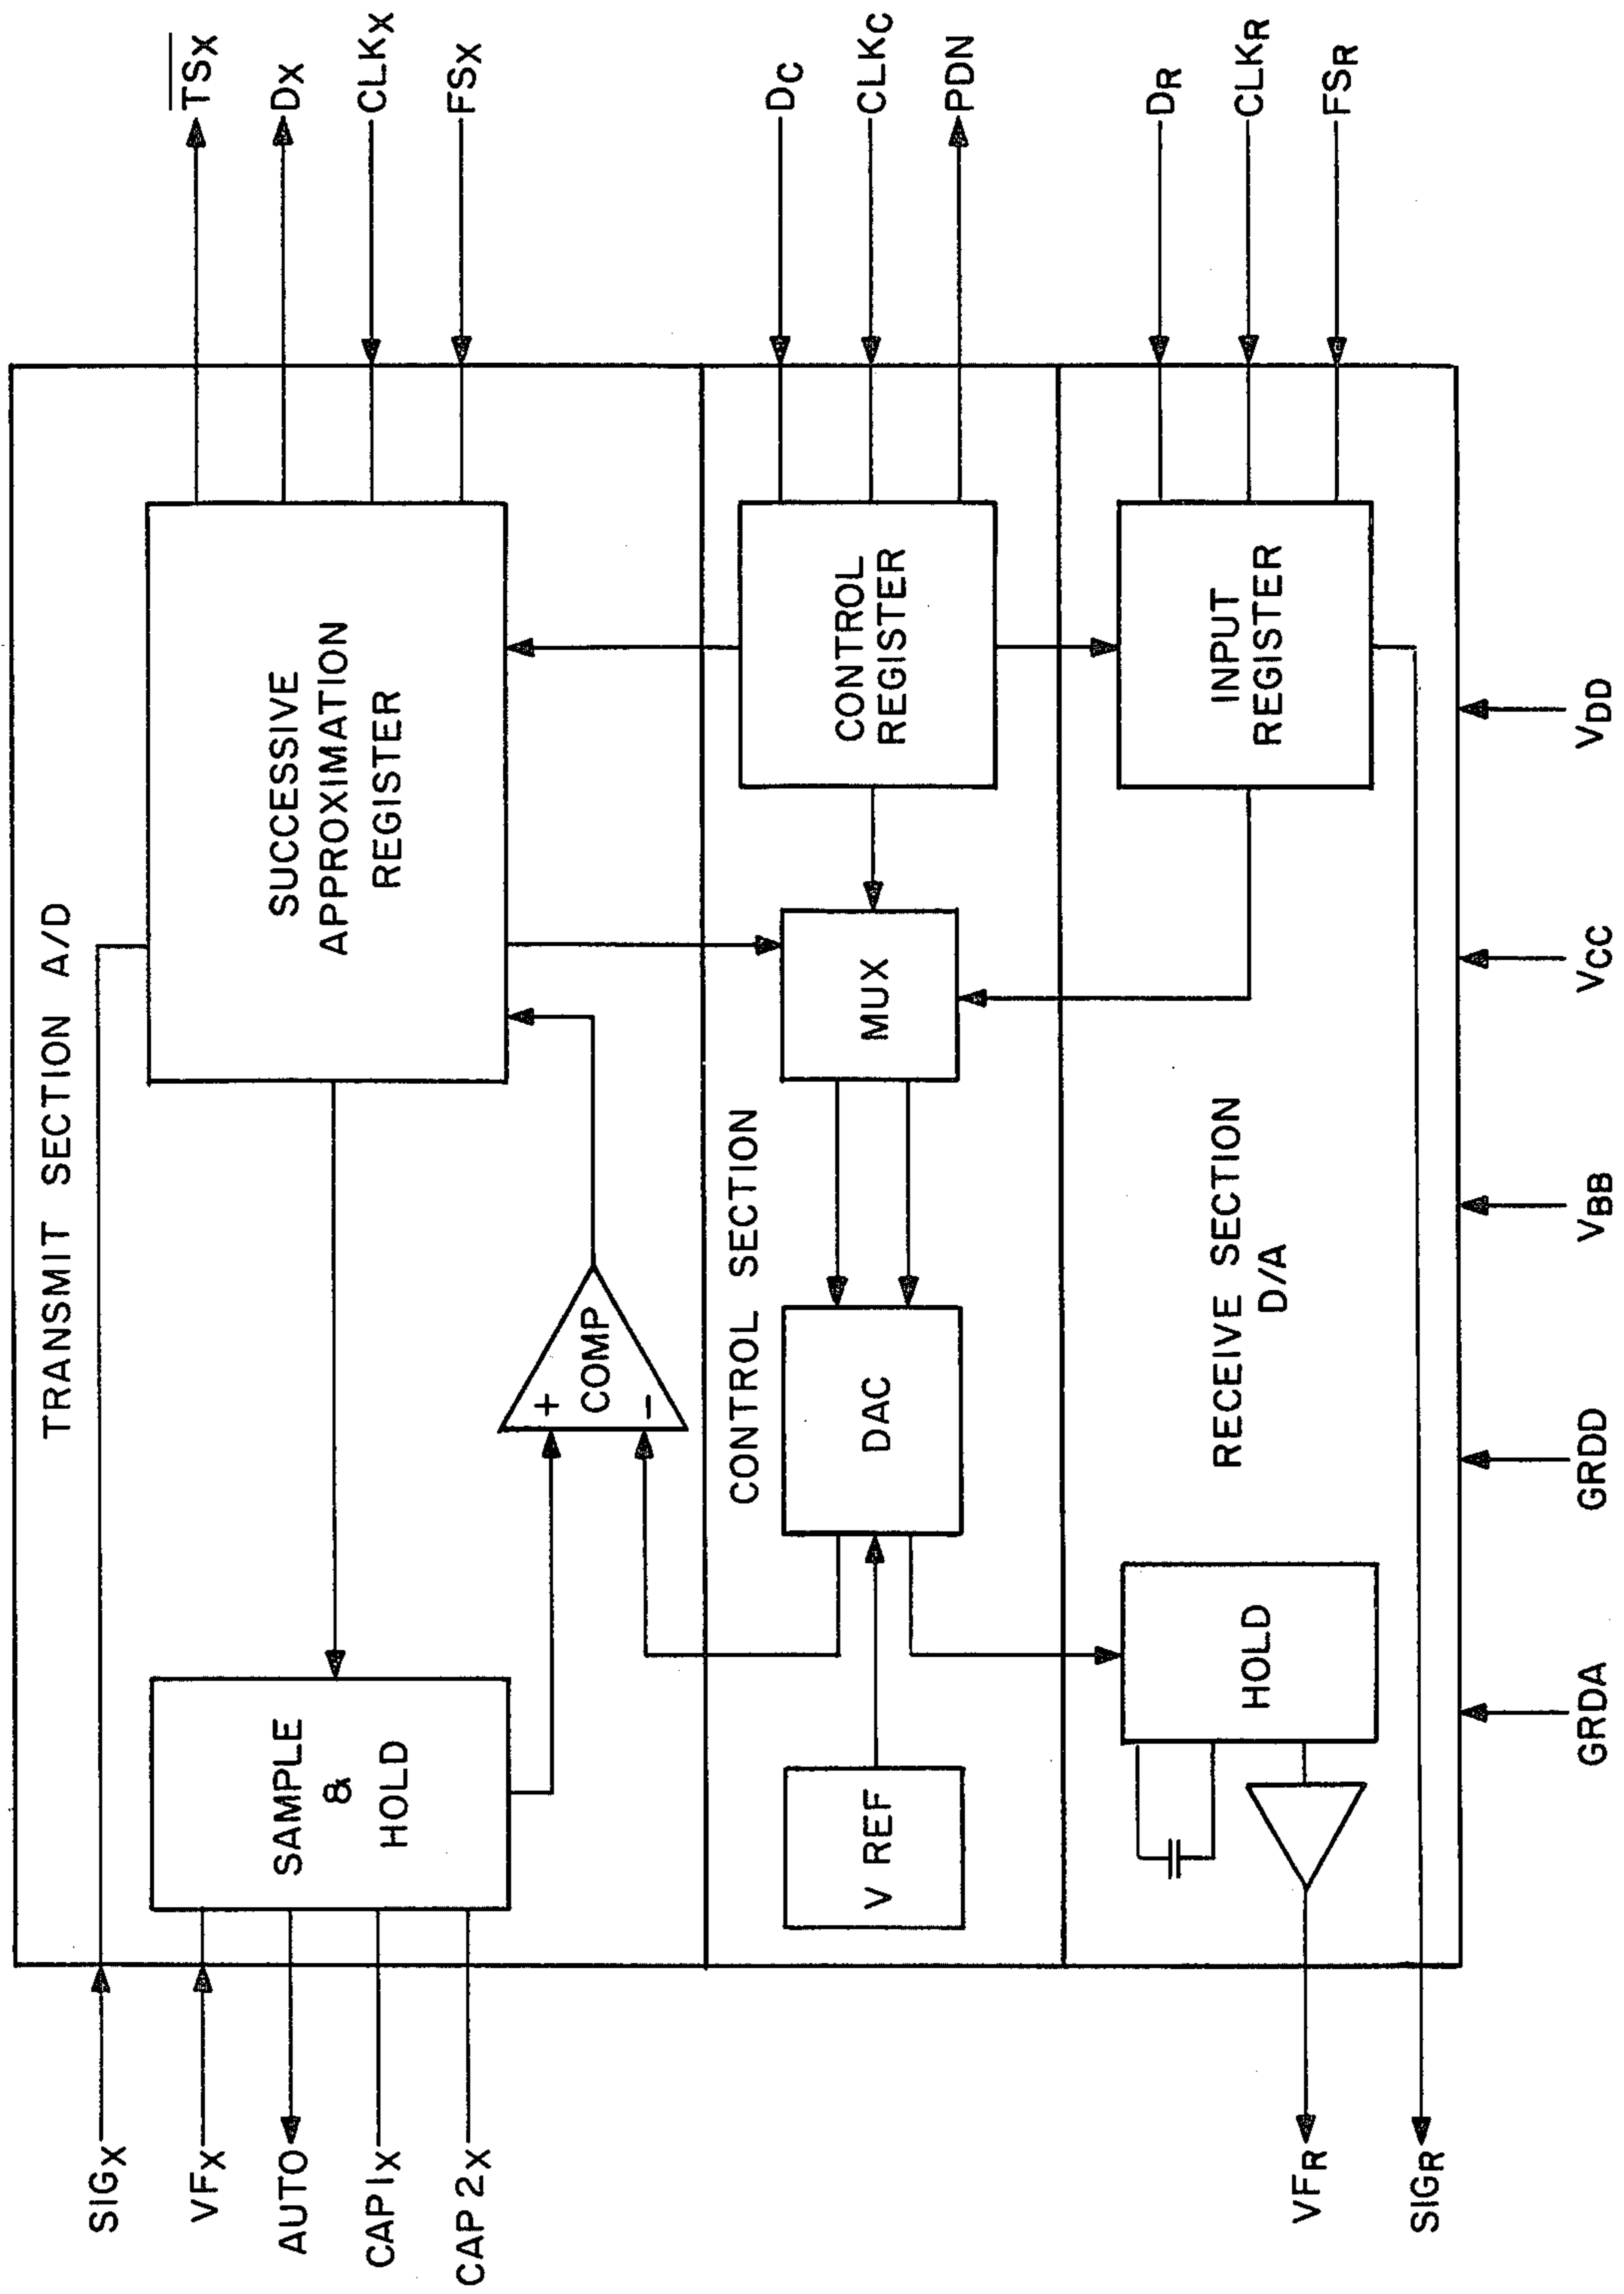 TRANSMIT SECTION A/D
SIGX
VFX
AUTO
CAP1X
CAP2X
SAMPLE
&
HOLD
SUCCESSIVE
APPROXIMATION
REGISTER
+
COMP
−
TSX
DX
CLKX
FSX
CONTROL SECTION
V REF
DAC
MUX
CONTROL
REGISTER
DC
CLKC
PDN
RECEIVE SECTION
D/A
HOLD
INPUT
REGISTER
DR
CLKR
FSR
VFR
SIGR
GRDA
GRDD
VBB
VCC
VDD